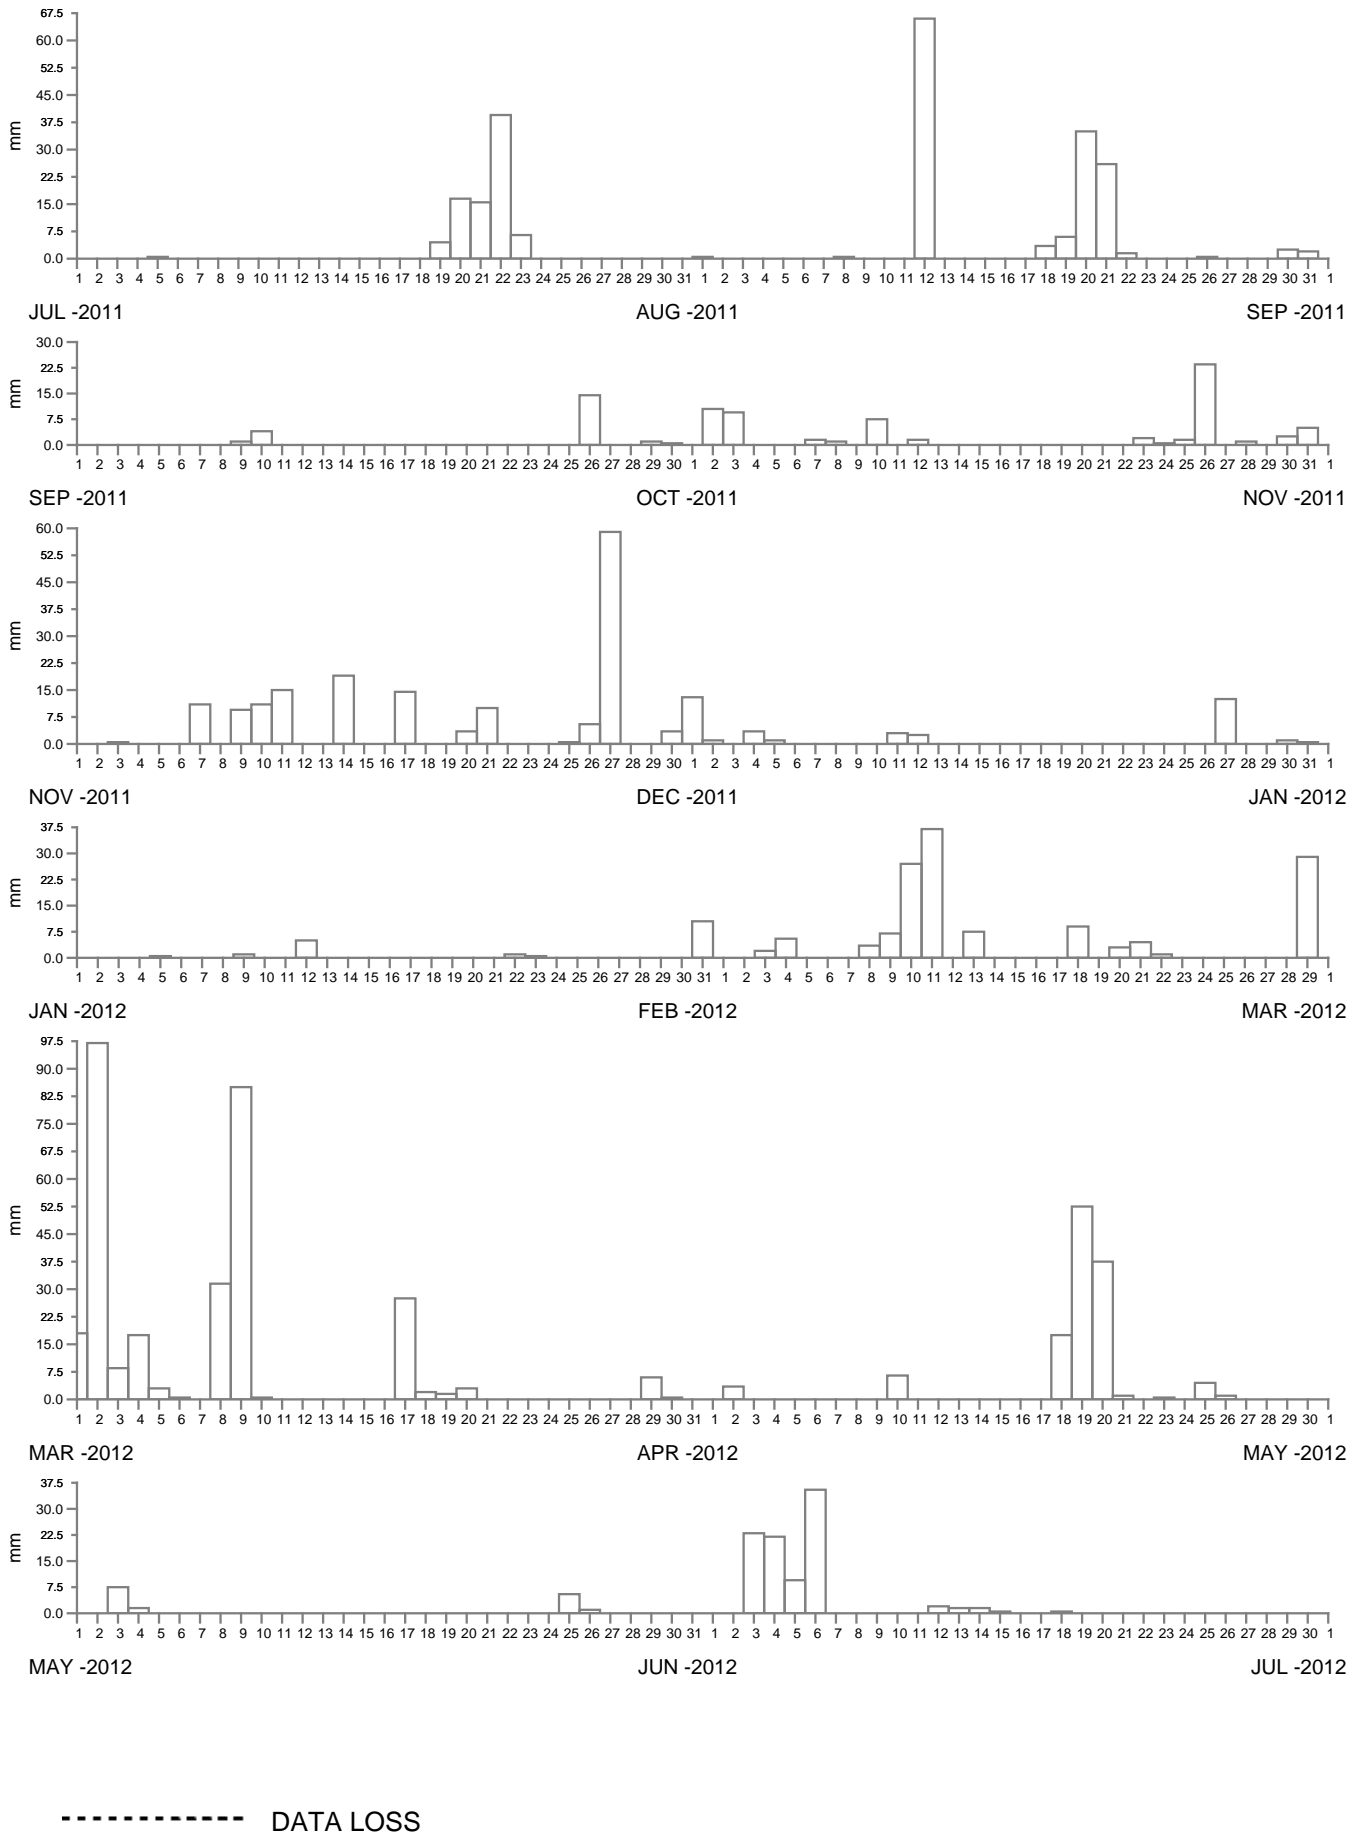 67.5
60.0
52.5
45.0
37.5
30.0
22.5
15.0
7.5
0.0
mm
1 2 3 4 5 6 7 8 9 10 11 12 13 14 15 16 17 18 19 20 21 22 23 24 25 26 27 28 29 30 31 1 2 3 4 5 6 7 8 9 10 11 12 13 14 15 16 17 18 19 20 21 22 23 24 25 26 27 28 29 30 31 1
JUL -2011 AUG -2011 SEP -2011
30.0
22.5
15.0
7.5
0.0
mm
1 2 3 4 5 6 7 8 9 10 11 12 13 14 15 16 17 18 19 20 21 22 23 24 25 26 27 28 29 30 1 2 3 4 5 6 7 8 9 10 11 12 13 14 15 16 17 18 19 20 21 22 23 24 25 26 27 28 29 30 31 1
SEP -2011 OCT -2011 NOV -2011
60.0
52.5
45.0
37.5
30.0
22.5
15.0
7.5
0.0
mm
1 2 3 4 5 6 7 8 9 10 11 12 13 14 15 16 17 18 19 20 21 22 23 24 25 26 27 28 29 30 1 2 3 4 5 6 7 8 9 10 11 12 13 14 15 16 17 18 19 20 21 22 23 24 25 26 27 28 29 30 31 1
NOV -2011 DEC -2011 JAN -2012
37.5
30.0
22.5
15.0
7.5
0.0
mm
1 2 3 4 5 6 7 8 9 10 11 12 13 14 15 16 17 18 19 20 21 22 23 24 25 26 27 28 29 30 31 1 2 3 4 5 6 7 8 9 10 11 12 13 14 15 16 17 18 19 20 21 22 23 24 25 26 27 28 29 1
JAN -2012 FEB -2012 MAR -2012
97.5
90.0
82.5
75.0
67.5
60.0
52.5
45.0
37.5
30.0
22.5
15.0
7.5
0.0
mm
1 2 3 4 5 6 7 8 9 10 11 12 13 14 15 16 17 18 19 20 21 22 23 24 25 26 27 28 29 30 31 1 2 3 4 5 6 7 8 9 10 11 12 13 14 15 16 17 18 19 20 21 22 23 24 25 26 27 28 29 30 1
MAR -2012 APR -2012 MAY -2012
37.5
30.0
22.5
15.0
7.5
0.0
mm
1 2 3 4 5 6 7 8 9 10 11 12 13 14 15 16 17 18 19 20 21 22 23 24 25 26 27 28 29 30 31 1 2 3 4 5 6 7 8 9 10 11 12 13 14 15 16 17 18 19 20 21 22 23 24 25 26 27 28 29 30 1
MAY -2012 JUN -2012 JUL -2012
DATA LOSS